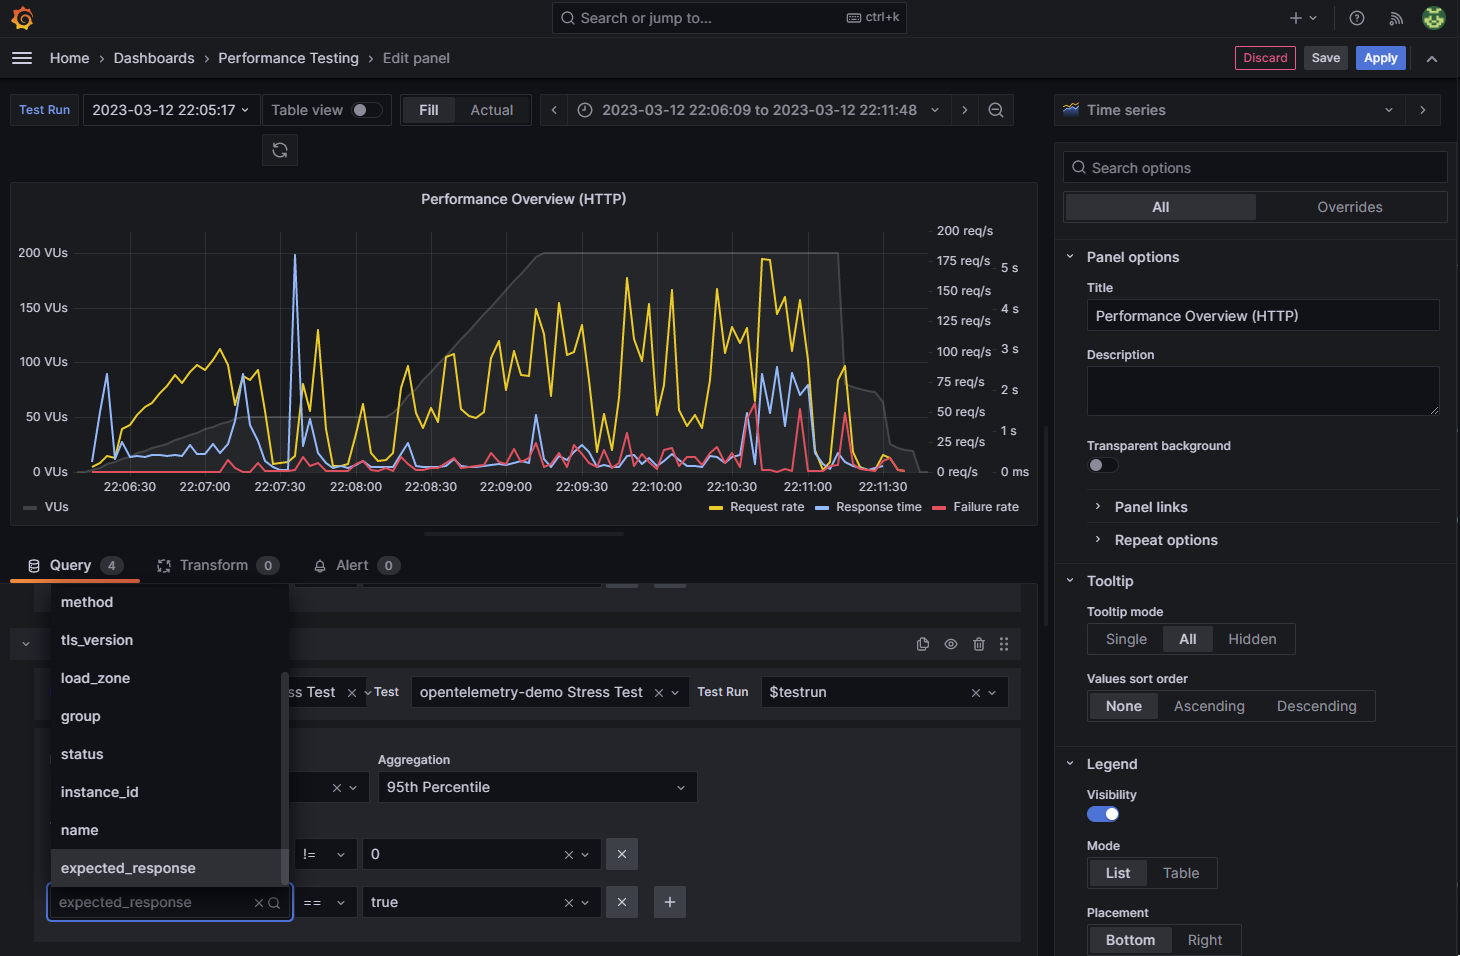 Search or jump to... ctrl+k
Home › Dashboards › Performance Testing › Edit panel
Discard Save Apply
Test Run 2023-03-12 22:05:17 Table view Fill Actual 2023-03-12 22:06:09 to 2023-03-12 22:11:48
Performance Overview (HTTP)
200 VUs
150 VUs
100 VUs
50 VUs
0 VUs
200 req/s
175 req/s
150 req/s
125 req/s
100 req/s
75 req/s
50 req/s
25 req/s
0 req/s
5 s
4 s
3 s
2 s
1 s
0 ms
22:06:30 22:07:00 22:07:30 22:08:00 22:08:30 22:09:00 22:09:30 22:10:00 22:10:30 22:11:00 22:11:30
VUs Request rate Response time Failure rate
Query 4 Transform 0 Alert 0
method
tls_version
load_zone
group
status
instance_id
name
expected_response
ss Test Test opentelemetry-demo Stress Test Test Run $testrun
Aggregation
95th Percentile
!= 0
expected_response == true
Time series
Search options
All Overrides
Panel options
Title
Performance Overview (HTTP)
Description
Transparent background
Panel links
Repeat options
Tooltip
Tooltip mode
Single All Hidden
Values sort order
None Ascending Descending
Legend
Visibility
Mode
List Table
Placement
Bottom Right